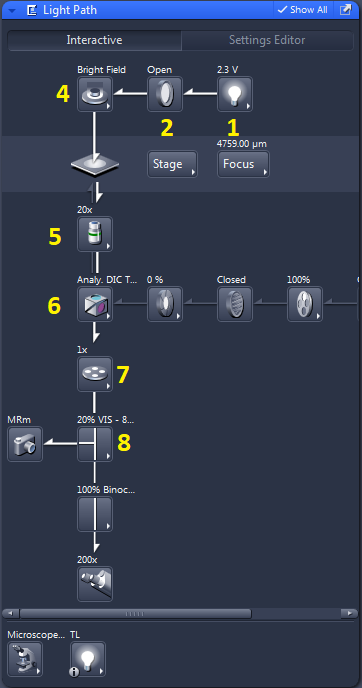 Light Path Show All
Interactive Settings Editor
Bright Field Open 2.3 V
4 2 1
4759.00 µm
Stage Focus
20x
5
Analy. DIC T... 0 % Closed 100%
6
1x
7
MRm 20% VIS - 8...
8
100% Binoc...
200x
Microscope... TL